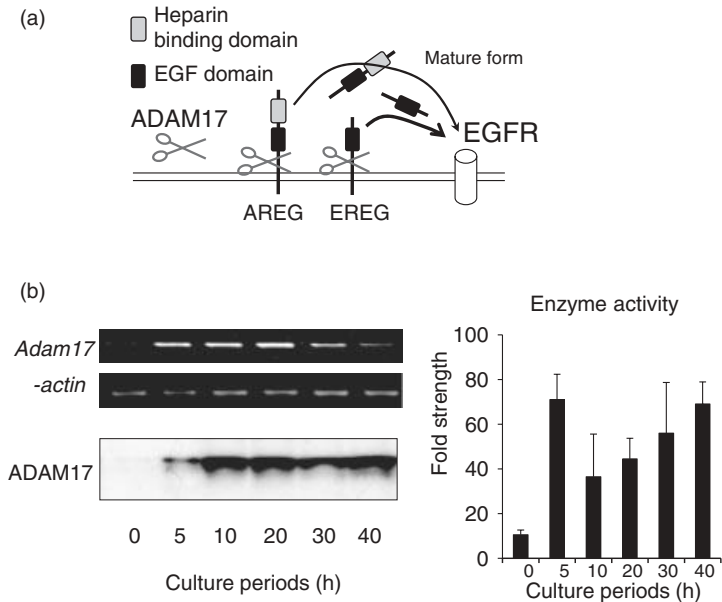 (a)
Heparin
binding domain
EGF domain
Mature form
ADAM17
EGFR
AREG
EREG
(b)
Adam17
-actin
ADAM17
0 5 10 20 30 40
Culture periods (h)
Enzyme activity
Fold strength
100
80
60
40
20
0
0 5 10 20 30 40
Culture periods (h)